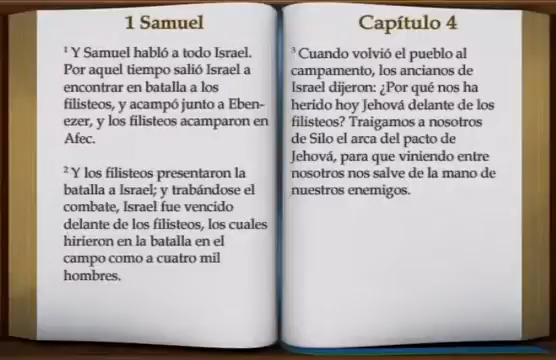 1 Samuel
¹ Y Samuel habló a todo Israel.
Por aquel tiempo salió Israel a
encontrar en batalla a los
filisteos, y acampó junto a Eben-
ezer, y los filisteos acamparon en
Afec.
² Y los filisteos presentaron la
batalla a Israel; y trabándose el
combate, Israel fue vencido
delante de los filisteos, los cuales
hirieron en la batalla en el
campo como a cuatro mil
hombres.
Capítulo 4
³ Cuando volvió el pueblo al
campamento, los ancianos de
Israel dijeron: ¿Por qué nos ha
herido hoy Jehová delante de los
filisteos? Traigamos a nosotros
de Silo el arca del pacto de
Jehová, para que viniendo entre
nosotros nos salve de la mano de
nuestros enemigos.